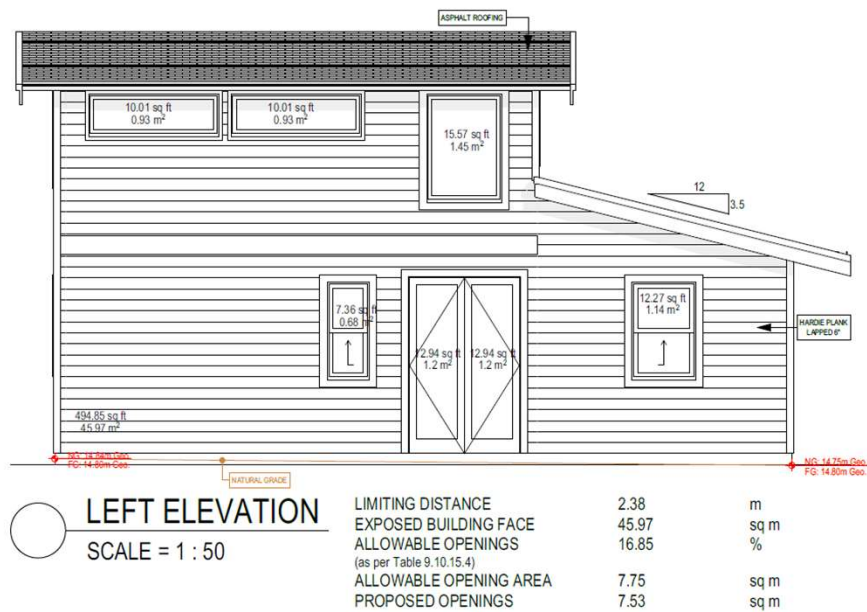 ASPHALT ROOFING
10.01 sq ft
0.93 m²
10.01 sq ft
0.93 m²
15.57 sq ft
1.45 m²
12
3.5
7.36 sq ft
0.68 m²
12.94 sq ft
1.2 m²
12.94 sq ft
1.2 m²
12.27 sq ft
1.14 m²
HARDIE PLANK
LAPPED 6"
494.85 sq ft
45.97 m²
FG: 14.80m Geo.
NATURAL GRADE
NG: 14.75m Geo.
FG: 14.80m Geo.
LEFT ELEVATION
SCALE = 1 : 50
LIMITING DISTANCE 2.38 m
EXPOSED BUILDING FACE 45.97 sq m
ALLOWABLE OPENINGS 16.85 %
(as per Table 9.10.15.4)
ALLOWABLE OPENING AREA 7.75 sq m
PROPOSED OPENINGS 7.53 sq m